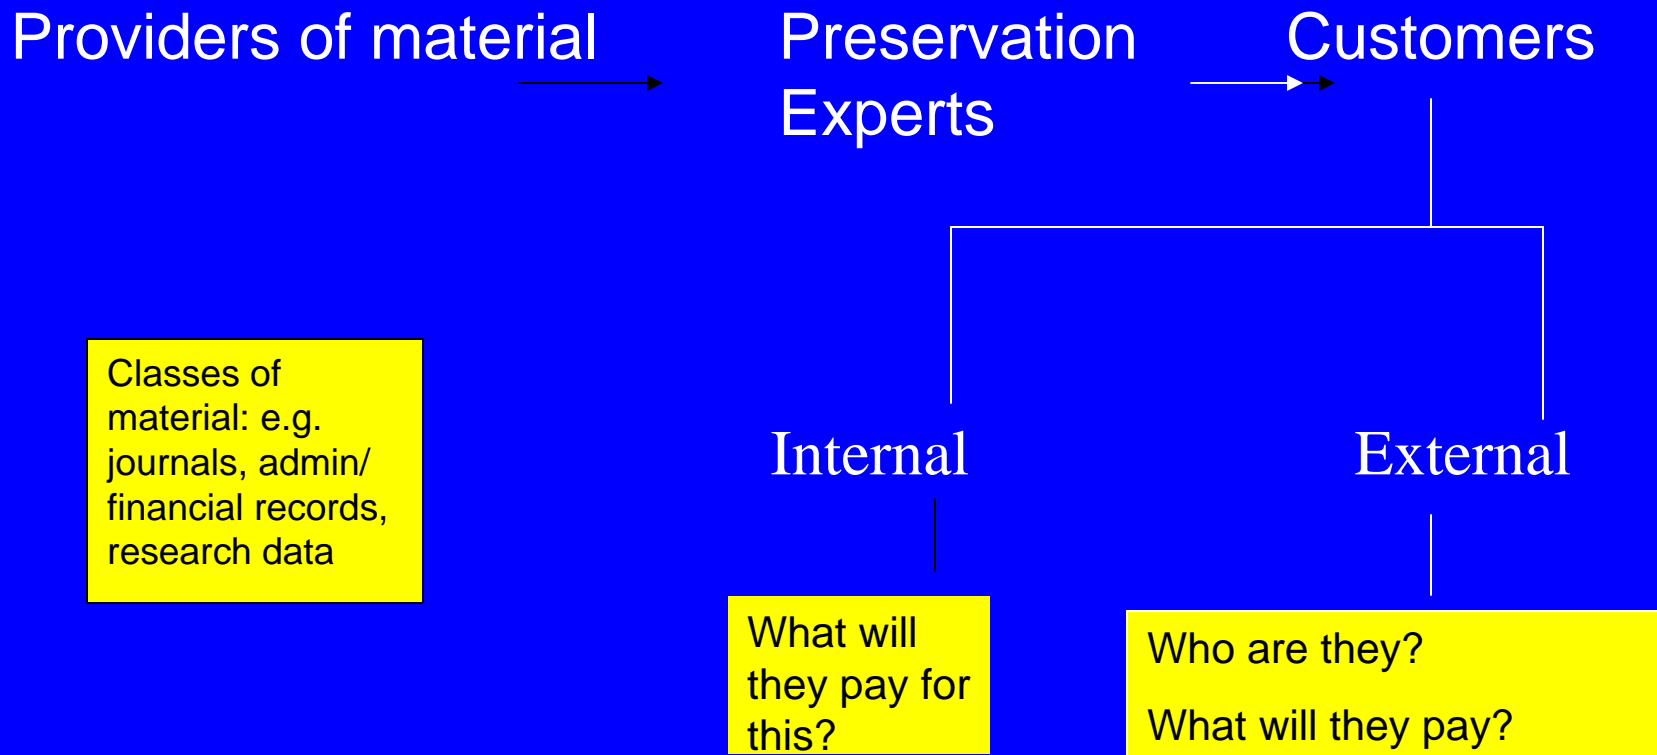 Providers of material
Preservation
Experts
Customers
Classes of
material: e.g.
journals, admin/
financial records,
research data
Internal
External
What will
they pay for
this?
Who are they?
What will they pay?